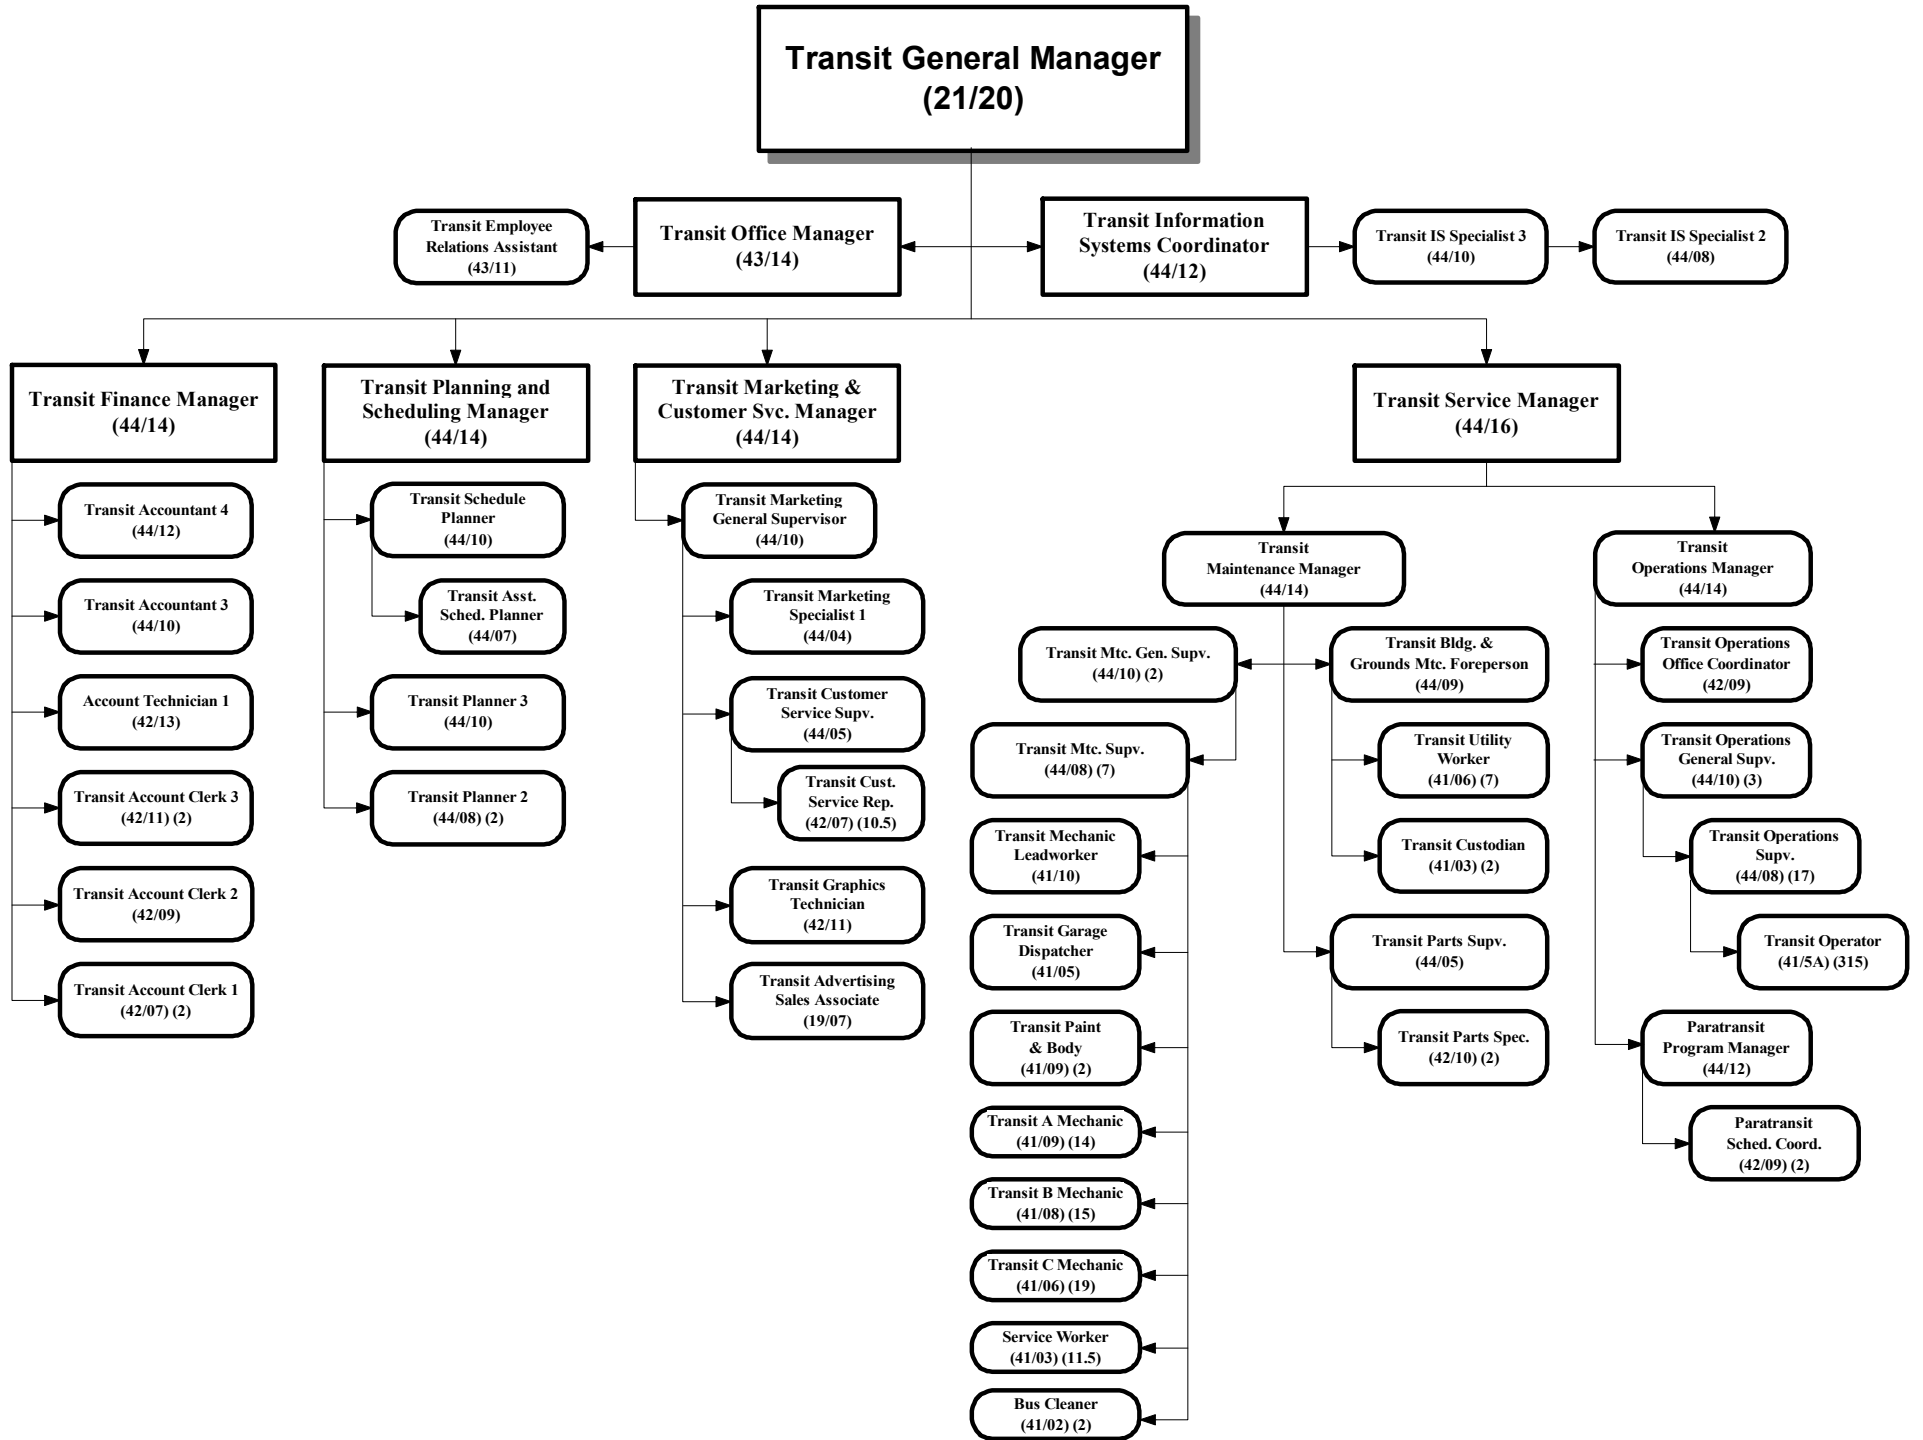 Transit General Manager
(21/20)
Transit Employee
Relations Assistant
(43/11)
Transit Office Manager
(43/14)
Transit Information
Systems Coordinator
(44/12)
Transit IS Specialist 3
(44/10)
Transit IS Specialist 2
(44/08)
Transit Finance Manager
(44/14)
Transit Planning and
Scheduling Manager
(44/14)
Transit Marketing &
Customer Svc. Manager
(44/14)
Transit Service Manager
(44/16)
Transit Accountant 4
(44/12)
Transit Accountant 3
(44/10)
Account Technician 1
(42/13)
Transit Account Clerk 3
(42/11) (2)
Transit Account Clerk 2
(42/09)
Transit Account Clerk 1
(42/07) (2)
Transit Schedule
Planner
(44/10)
Transit Asst.
Sched. Planner
(44/07)
Transit Planner 3
(44/10)
Transit Planner 2
(44/08) (2)
Transit Marketing
General Supervisor
(44/10)
Transit Marketing
Specialist 1
(44/04)
Transit Customer
Service Supv.
(44/05)
Transit Cust.
Service Rep.
(42/07) (10.5)
Transit Graphics
Technician
(42/11)
Transit Advertising
Sales Associate
(19/07)
Transit
Maintenance Manager
(44/14)
Transit Mtc. Gen. Supv.
(44/10) (2)
Transit Mtc. Supv.
(44/08) (7)
Transit Mechanic
Leadworker
(41/10)
Transit Garage
Dispatcher
(41/05)
Transit Paint
& Body
(41/09) (2)
Transit A Mechanic
(41/09) (14)
Transit B Mechanic
(41/08) (15)
Transit C Mechanic
(41/06) (19)
Service Worker
(41/03) (11.5)
Bus Cleaner
(41/02) (2)
Transit Bldg. &
Grounds Mtc. Foreperson
(44/09)
Transit Utility
Worker
(41/06) (7)
Transit Custodian
(41/03) (2)
Transit Parts Supv.
(44/05)
Transit Parts Spec.
(42/10) (2)
Transit
Operations Manager
(44/14)
Transit Operations
Office Coordinator
(42/09)
Transit Operations
General Supv.
(44/10) (3)
Transit Operations
Supv.
(44/08) (17)
Transit Operator
(41/5A) (315)
Paratransit
Program Manager
(44/12)
Paratransit
Sched. Coord.
(42/09) (2)